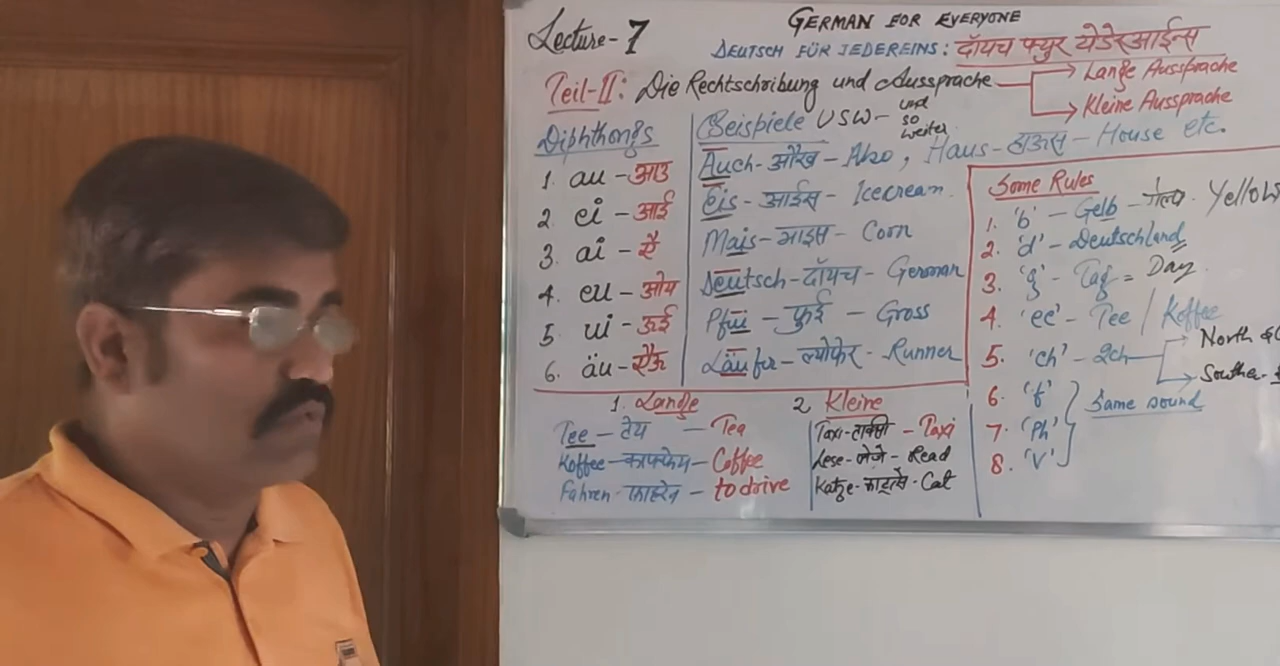 Lecture-7
GERMAN FOR EVERYONE
DEUTSCH FÜR JEDEREINS: दॉयच फ्युर येडेरआईन्स
Teil-II: Die Rechtschribung und Aussprache
Lange Aussprache
Kleine Aussprache
Diphthongs
1. au - आउ
2. ei - आई
3. ai - ऐ
4. eu - ओय
5. ui - ऊई
6. äu - ऐऊ
Beispiele USW - und so weiter
Auch - औख - Also, Haus - हाऊस - House etc.
Eis - आईस - Icecream
Mais - माइस - Corn
Deutsch - दॉयच - German
Pfui - फुई - Gross
Läufer - ल्योफेर - Runner
Some Rules
1. 'b' - Gelb - Yellow
2. 'd' - Deutschland
3. 'g' - Tag = Day
4. 'ee' - Tee / Koffee
5. 'ch' - 2ch
North
6. 'f'
7. 'Ph'
8. 'V'
Same sound
1. Lange
Tee - टेय - Tea
Koffee - काफ्फेय - Coffee
Fahren - फाहरेन - to drive
2. Kleine
Taxi - टाक्सी - Taxi
Lese - लेजे - Read
Katze - काट्से - Cat